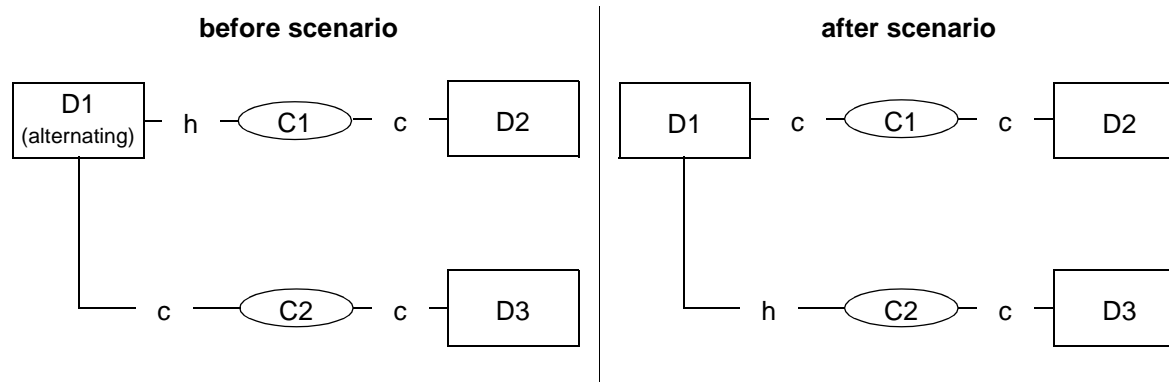 before scenario
D1
(alternating)
h
C1
c
D2
c
C2
c
D3
after scenario
D1
c
C1
c
D2
h
C2
c
D3